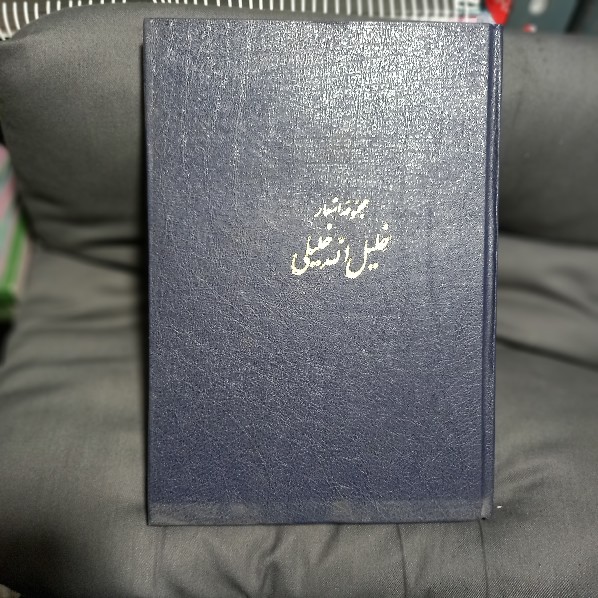 مجموعه اشعار
خلیل الله خلیلی